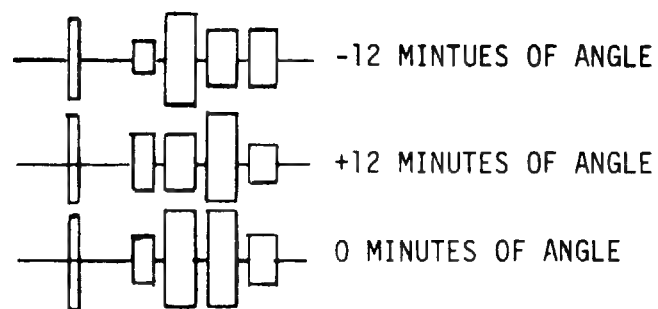 -12 MINTUES OF ANGLE
+12 MINUTES OF ANGLE
0 MINUTES OF ANGLE